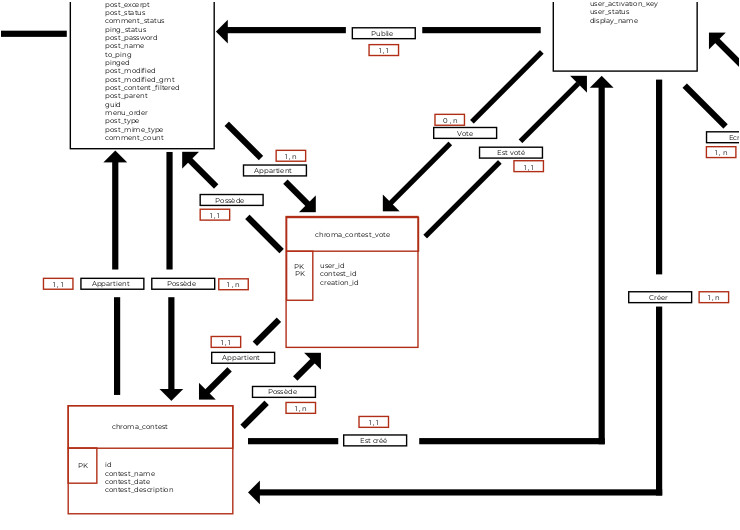 post_excerpt
post_status
comment_status
ping_status
post_password
post_name
to_ping
pinged
post_modified
post_modified_gmt
post_content_filtered
post_parent
guid
menu_order
post_type
post_mime_type
comment_count
Publie
1,1
user_activation_key
user_status
display_name
0 , n
Vote
Est voté
1,1
Ecr
1, n
1, n
Appartient
Possède
1,1
chroma_contest_vote
PK
PK
user_id
contest_id
creation_id
1, 1
Appartient
Possède
1, n
Créer
1, n
1,1
Appartient
Possède
1, n
chroma_contest
PK
id
contest_name
contest_date
contest_description
1,1
Est créé